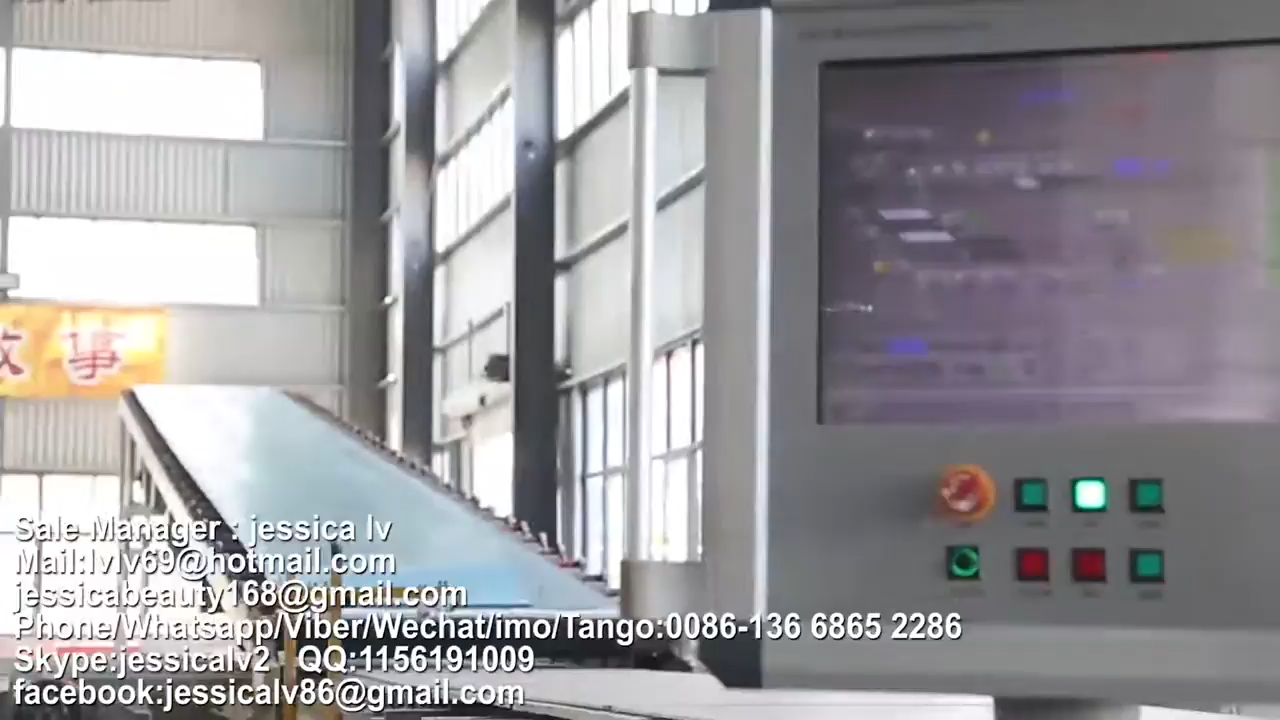 事
Sale Manager : jessica lv
Mail:lvlv69@hotmail.com
jessicabeauty168@gmail.com
Phone/Whatsapp/Viber/Wechat/imo/Tango:0086-136 6865 2286
Skype:jessicalv2 QQ:1156191009
facebook:jessicalv86@gmail.com